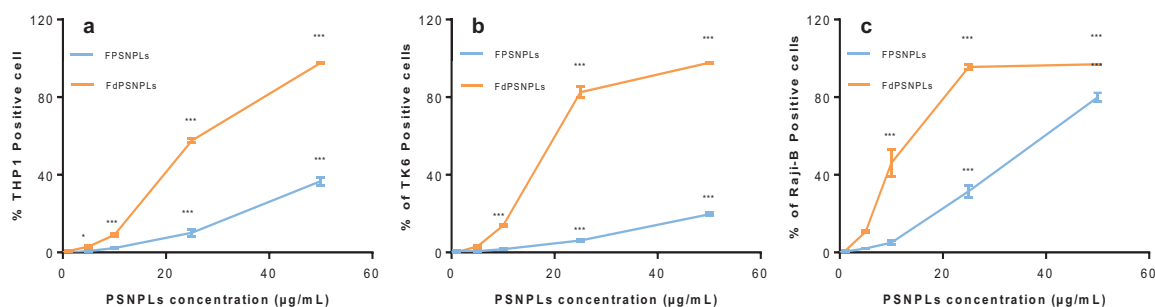 a
% THP1 Positive cell
120
80
40
0
FPSNPLs
FdPSNPLs
*
***
***
***
***
***
0
20
40
60
PSNPLs concentration (µg/mL)
b
% of TK6 Positive cells
120
80
40
0
FPSNPLs
FdPSNPLs
***
***
***
***
***
0
20
40
60
PSNPLs concentration (µg/mL)
c
% of Raji-B Positive cells
120
80
40
0
FPSNPLs
FdPSNPLs
***
***
***
***
***
0
20
40
60
PSNPLs concentration (µg/mL)